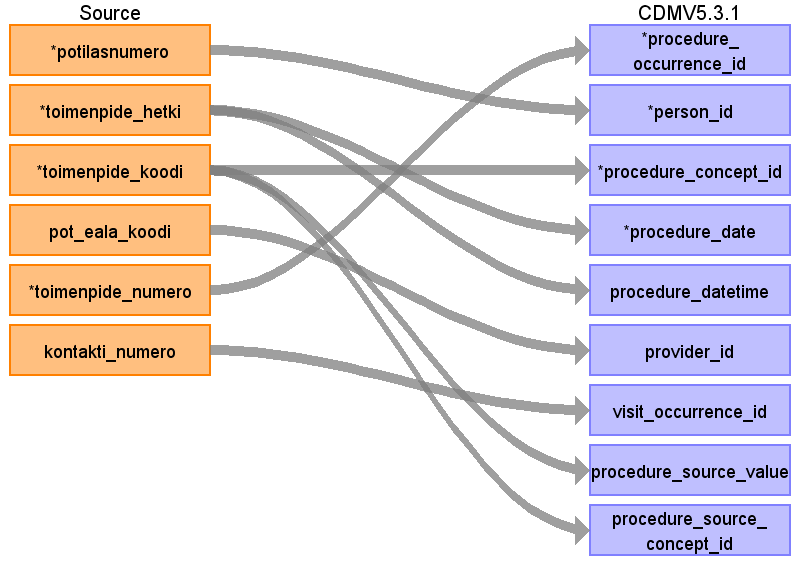 Source
CDMV5.3.1
*potilasnumero
*toimenpide_hetki
*toimenpide_koodi
pot_eala_koodi
*toimenpide_numero
kontakti_numero
*procedure_
occurrence_id
*person_id
*procedure_concept_id
*procedure_date
procedure_datetime
provider_id
visit_occurrence_id
procedure_source_value
procedure_source_
concept_id